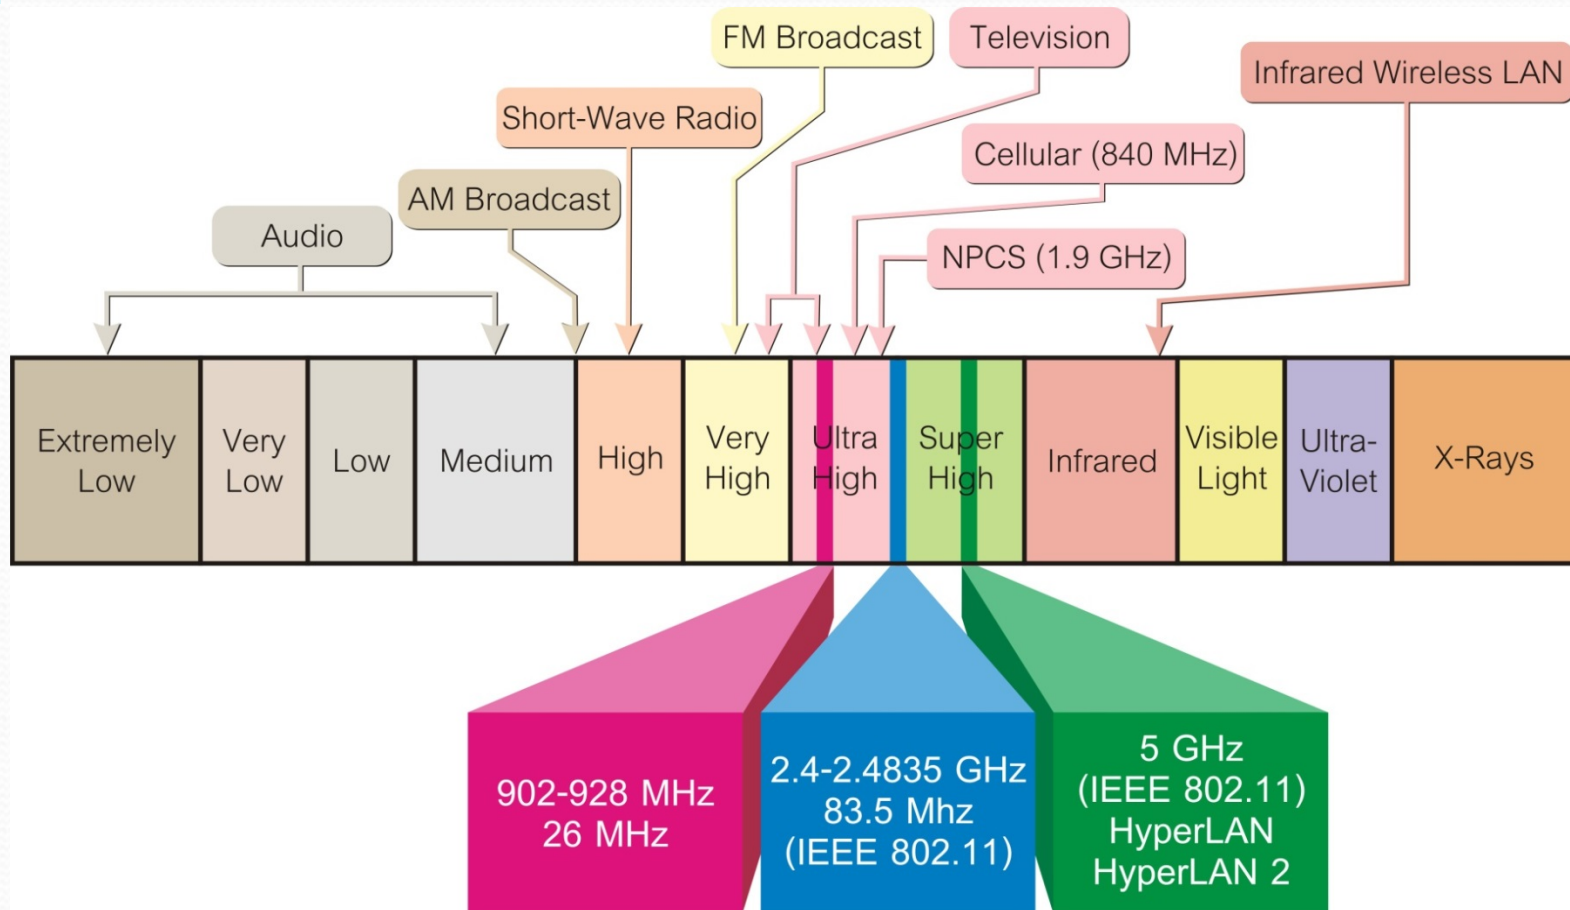 FM Broadcast
Television
Infrared Wireless LAN
Short-Wave Radio
Cellular (840 MHz)
AM Broadcast
Audio
NPCS (1.9 GHz)
Extremely
Low
Very
Low
Low
Medium
High
Very
High
Ultra
High
Super
High
Infrared
Visible
Light
Ultra-
Violet
X-Rays
902-928 MHz
26 MHz
2.4-2.4835 GHz
83.5 Mhz
(IEEE 802.11)
5 GHz
(IEEE 802.11)
HyperLAN
HyperLAN 2